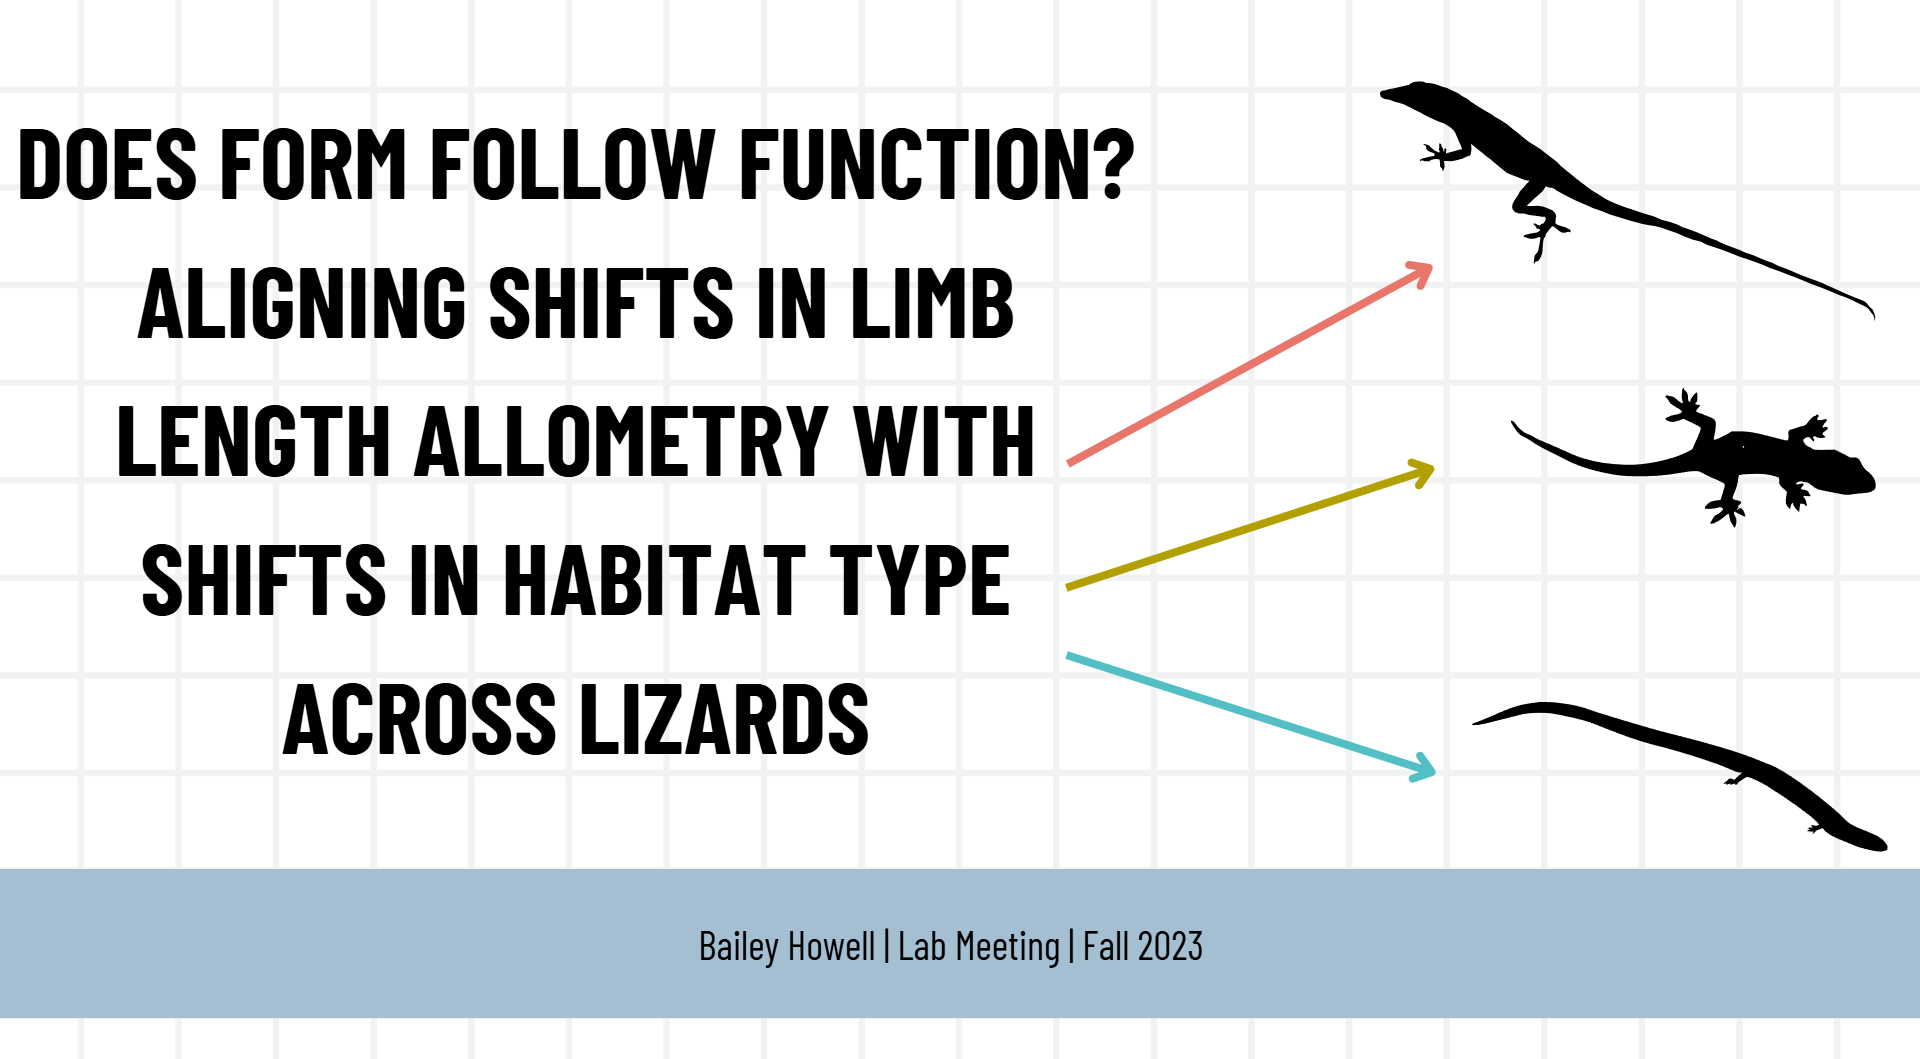 DOES FORM FOLLOW FUNCTION?
ALIGNING SHIFTS IN LIMB
LENGTH ALLOMETRY WITH
SHIFTS IN HABITAT TYPE
ACROSS LIZARDS
Bailey Howell | Lab Meeting | Fall 2023